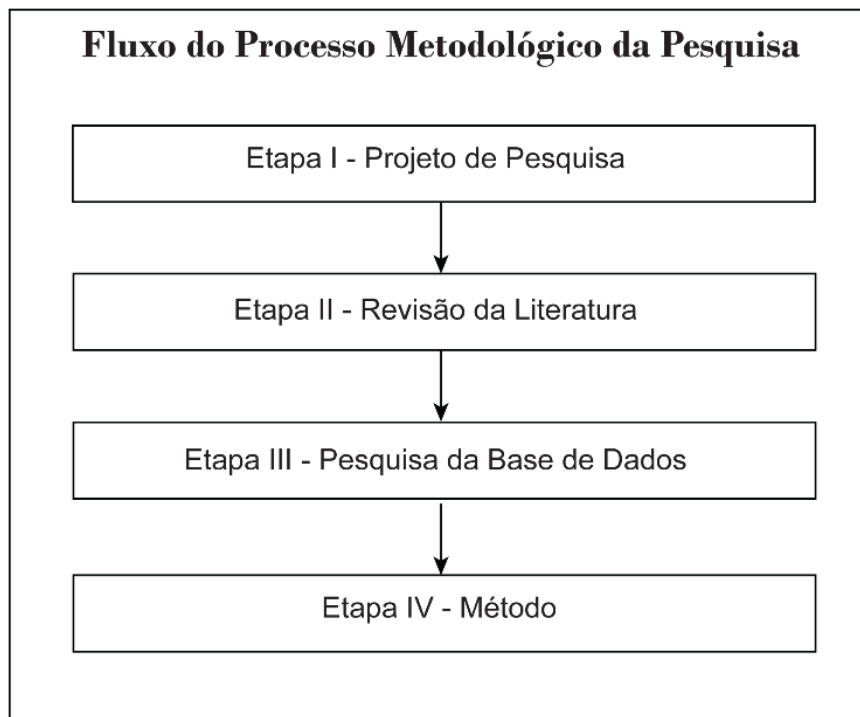 Fluxo do Processo Metodológico da Pesquisa
Etapa I - Projeto de Pesquisa
Etapa II - Revisão da Literatura
Etapa III - Pesquisa da Base de Dados
Etapa IV - Método